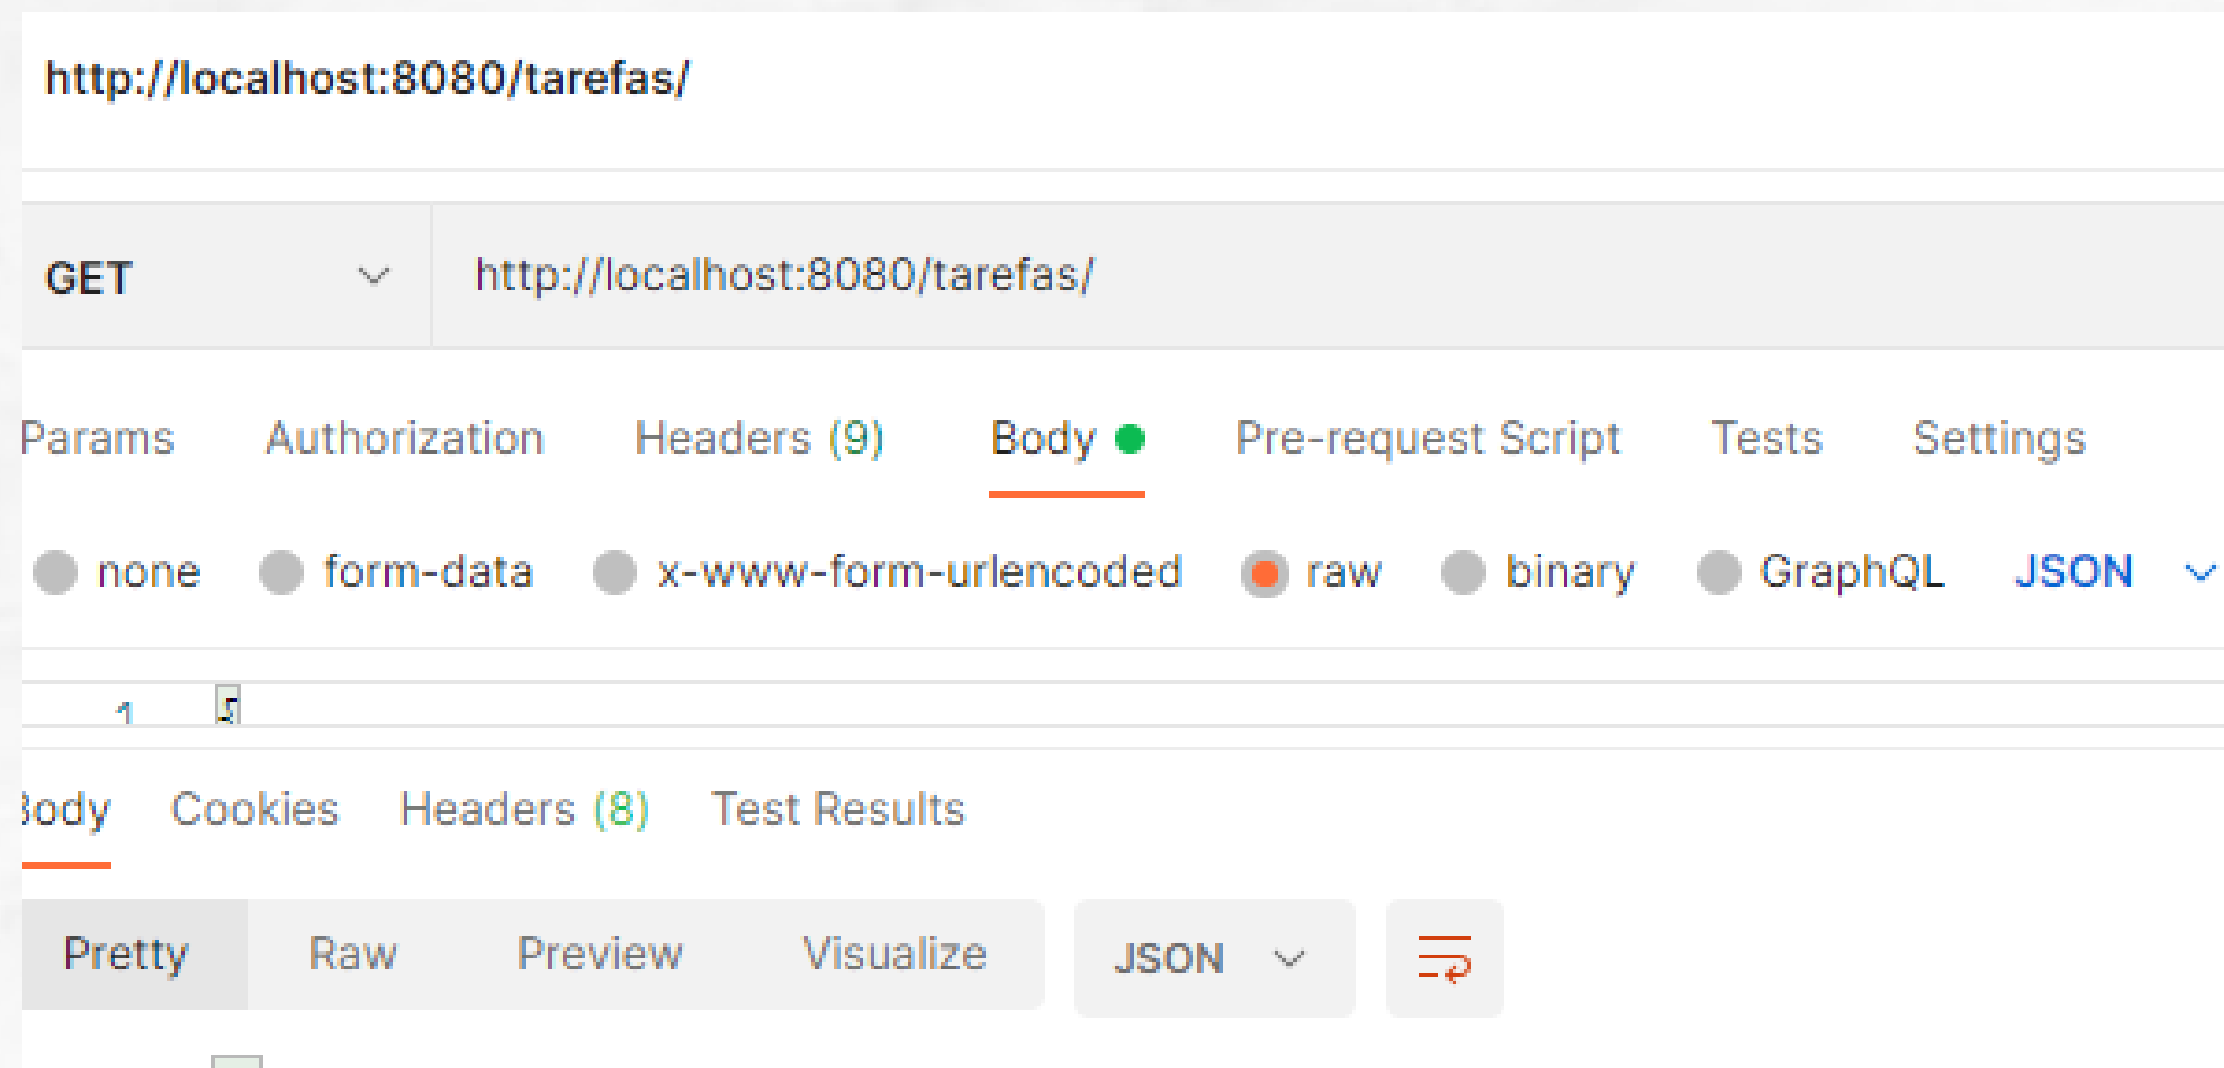 http://localhost:8080/tarefas/
GET http://localhost:8080/tarefas/
Params Authorization Headers (9) Body Pre-request Script Tests Settings
none form-data x-www-form-urlencoded raw binary GraphQL JSON
1
Body Cookies Headers (8) Test Results
Pretty Raw Preview Visualize JSON